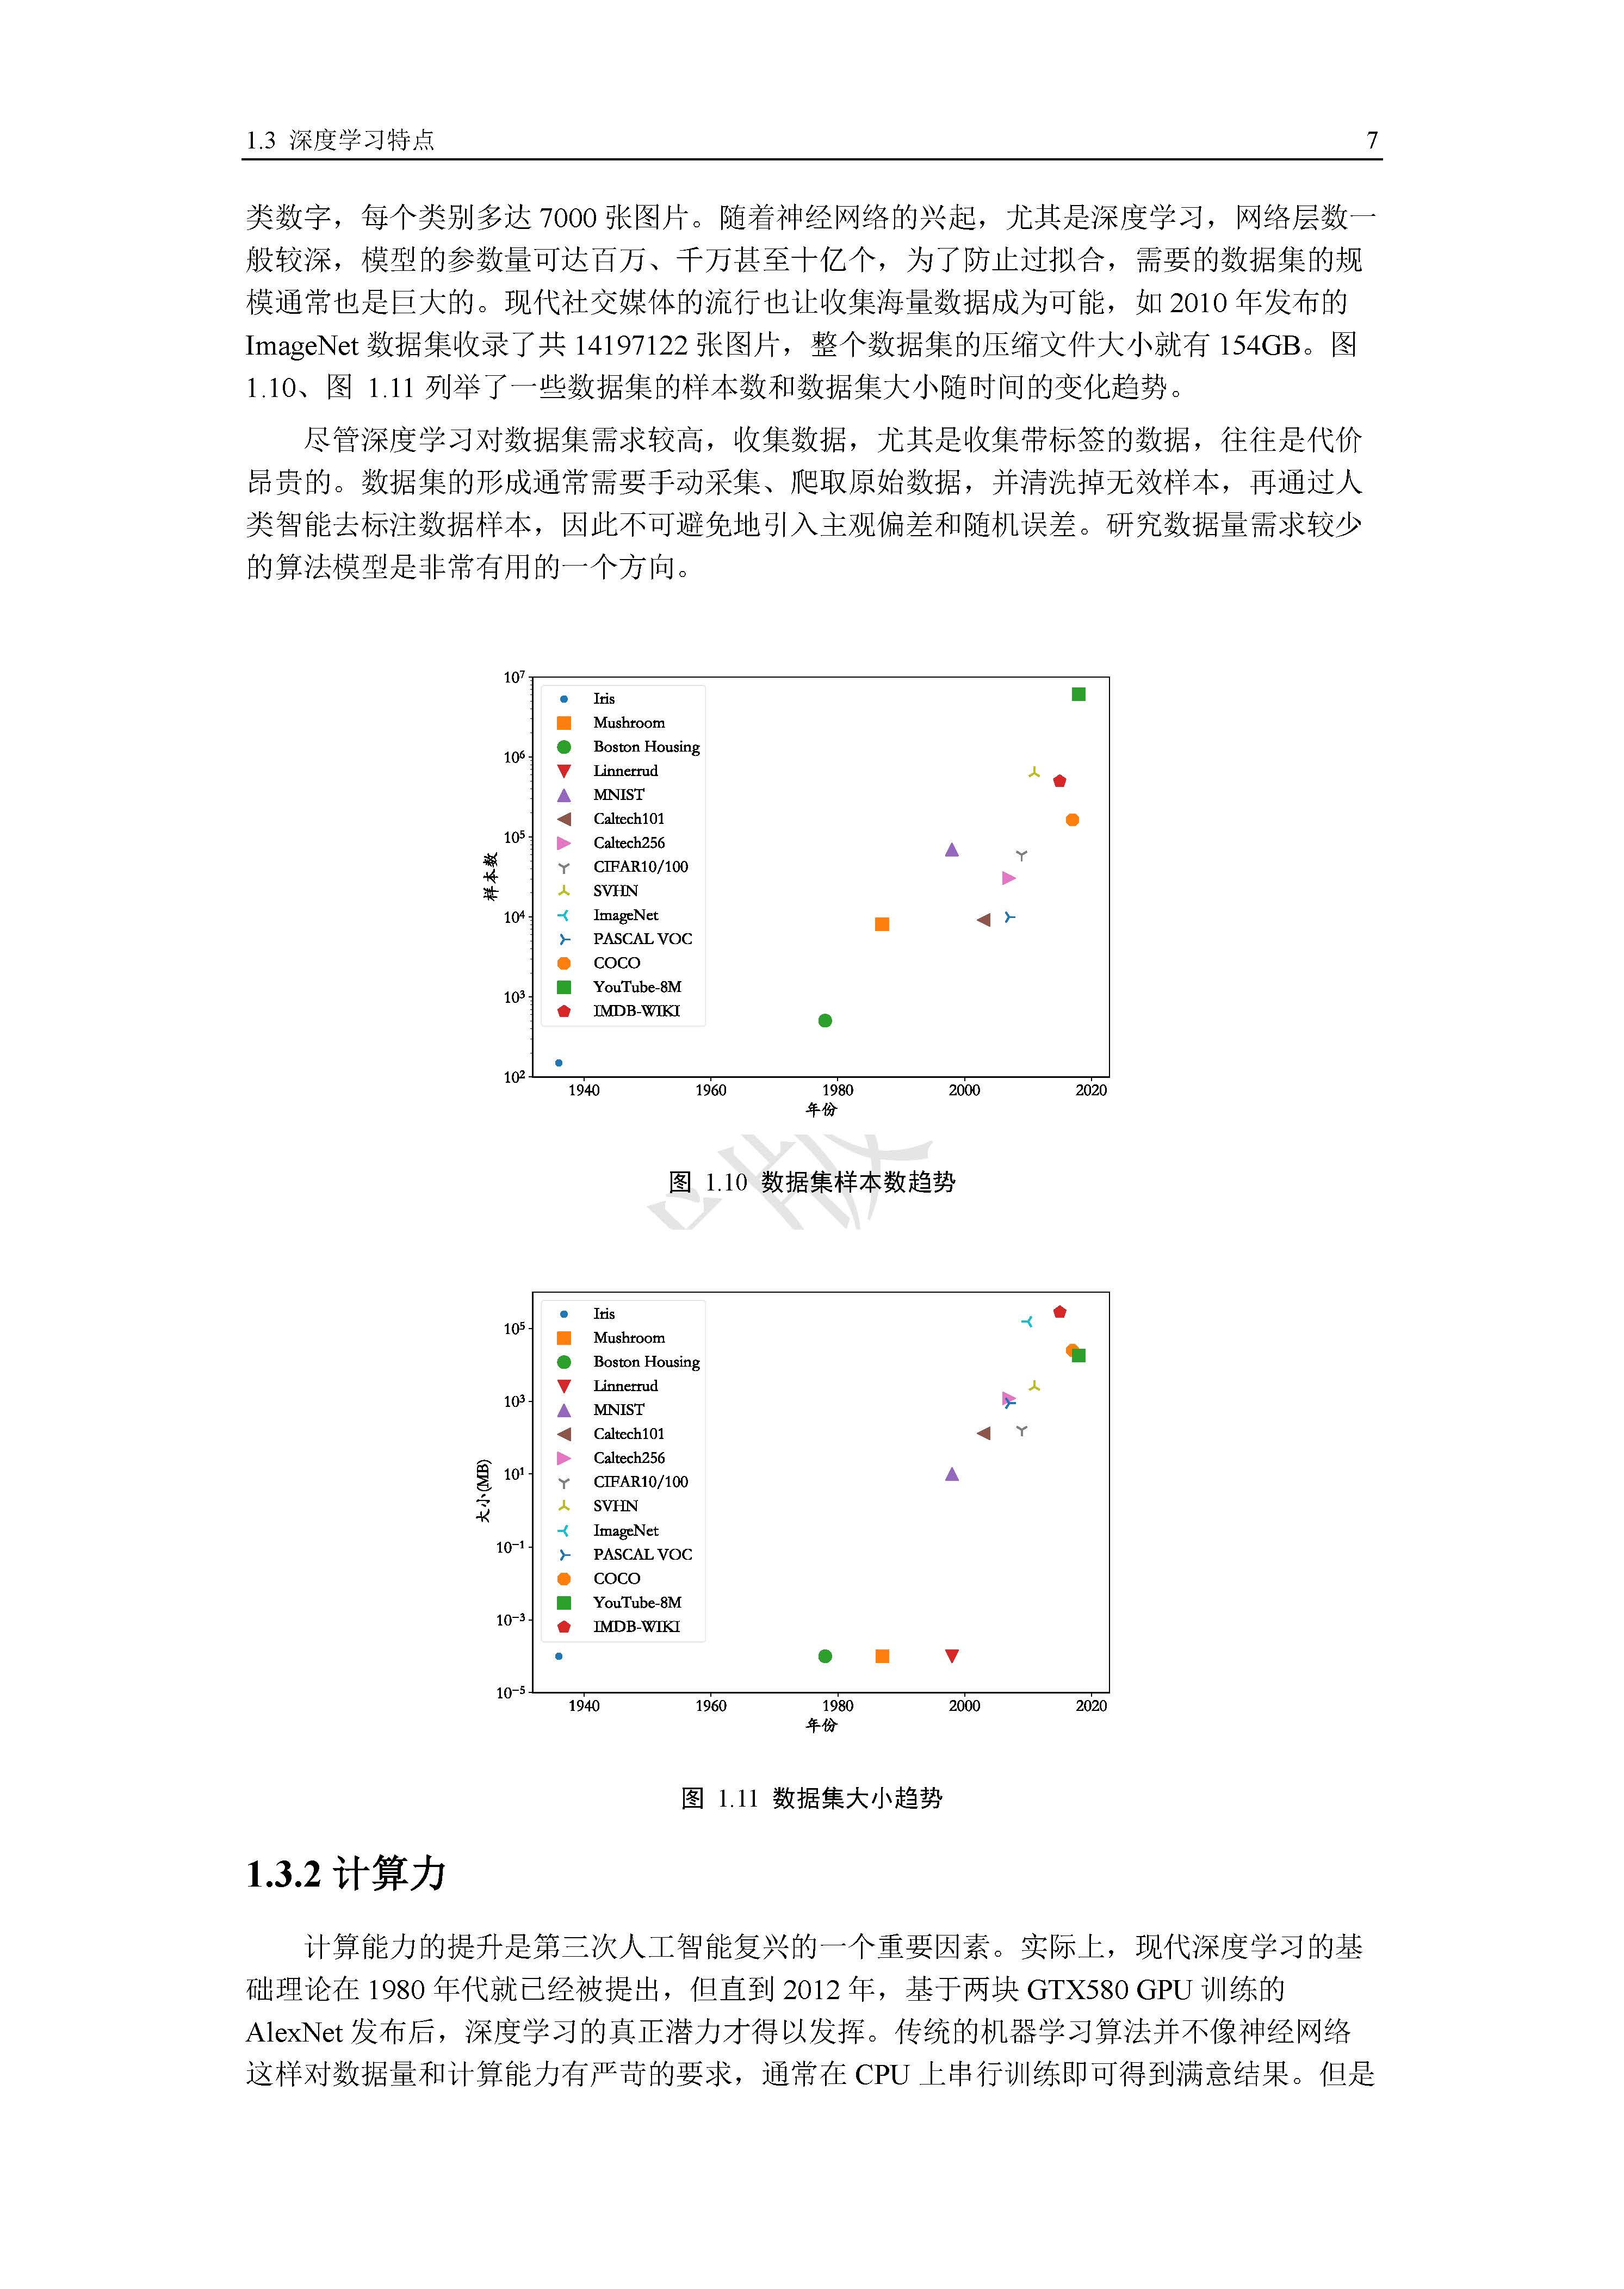 1.3 深度学习特点 7
类数字，每个类别多达 7000 张图片。随着神经网络的兴起，尤其是深度学习，网络层数一
般较深，模型的参数量可达百万、千万甚至十亿个，为了防止过拟合，需要的数据集的规
模通常也是巨大的。现代社交媒体的流行也让收集海量数据成为可能，如 2010 年发布的
ImageNet 数据集收录了共 14197122 张图片，整个数据集的压缩文件大小就有 154GB。图
1.10、图 1.11 列举了一些数据集的样本数和数据集大小随时间的变化趋势。
尽管深度学习对数据集需求较高，收集数据，尤其是收集带标签的数据，往往是代价
昂贵的。数据集的形成通常需要手动采集、爬取原始数据，并清洗掉无效样本，再通过人
类智能去标注数据样本，因此不可避免地引入主观偏差和随机误差。研究数据量需求较少
的算法模型是非常有用的一个方向。
10⁷
10⁶
10⁵
10⁴
10³
10²
样本数
Iris
Mushroom
Boston Housing
Linnerrud
MNIST
Caltech101
Caltech256
CIFAR10/100
SVHN
ImageNet
PASCAL VOC
COCO
YouTube-8M
IMDB-WIKI
1940 1960 1980 2000 2020
年份
图 1.10 数据集样本数趋势
10⁵
10³
10¹
10⁻¹
10⁻³
10⁻⁵
大小(MB)
Iris
Mushroom
Boston Housing
Linnerrud
MNIST
Caltech101
Caltech256
CIFAR10/100
SVHN
ImageNet
PASCAL VOC
COCO
YouTube-8M
IMDB-WIKI
1940 1960 1980 2000 2020
年份
图 1.11 数据集大小趋势
1.3.2 计算力
计算能力的提升是第三次人工智能复兴的一个重要因素。实际上，现代深度学习的基
础理论在 1980 年代就已经被提出，但直到 2012 年，基于两块 GTX580 GPU 训练的
AlexNet 发布后，深度学习的真正潜力才得以发挥。传统的机器学习算法并不像神经网络
这样对数据量和计算能力有严苛的要求，通常在 CPU 上串行训练即可得到满意结果。但是